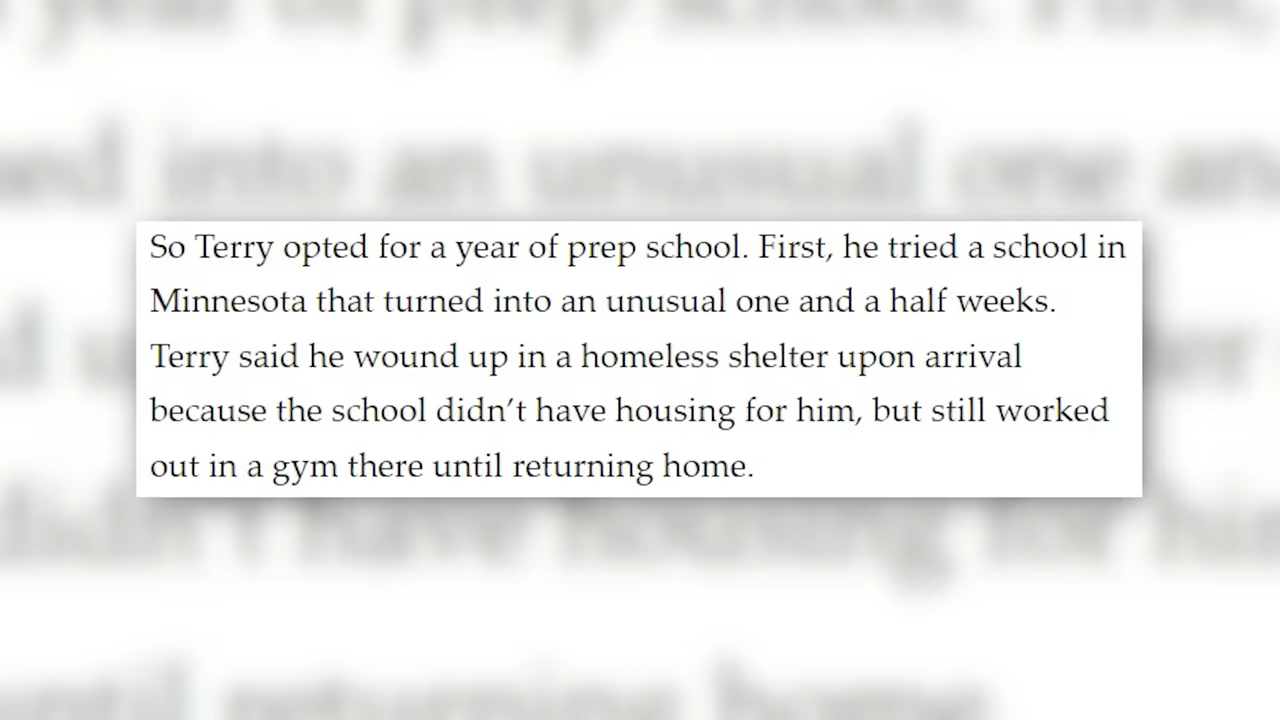 So Terry opted for a year of prep school. First, he tried a school in
Minnesota that turned into an unusual one and a half weeks.
Terry said he wound up in a homeless shelter upon arrival
because the school didn’t have housing for him, but still worked
out in a gym there until returning home.